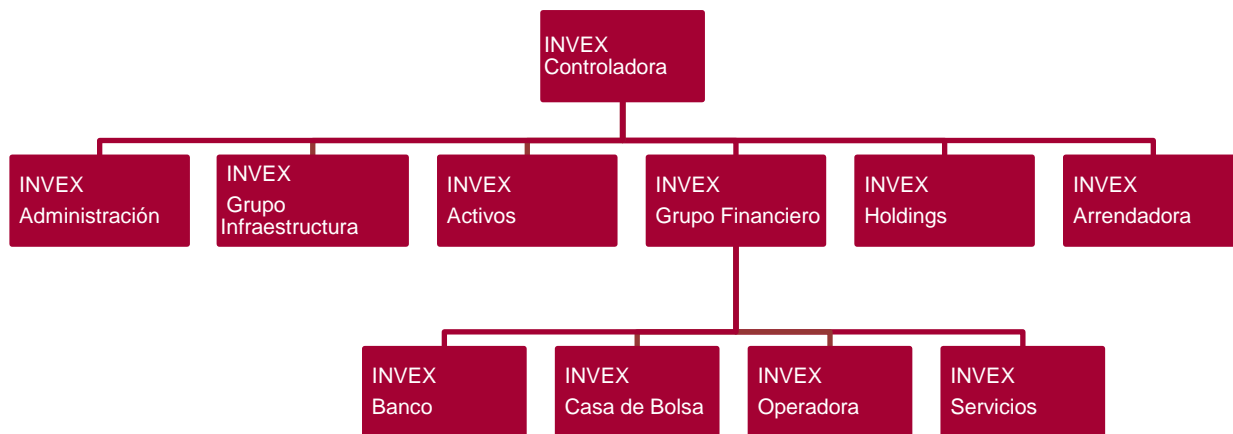 INVEX
Controladora
INVEX
Administración
INVEX
Grupo
Infraestructura
INVEX
Activos
INVEX
Grupo Financiero
INVEX
Holdings
INVEX
Arrendadora
INVEX
Banco
INVEX
Casa de Bolsa
INVEX
Operadora
INVEX
Servicios